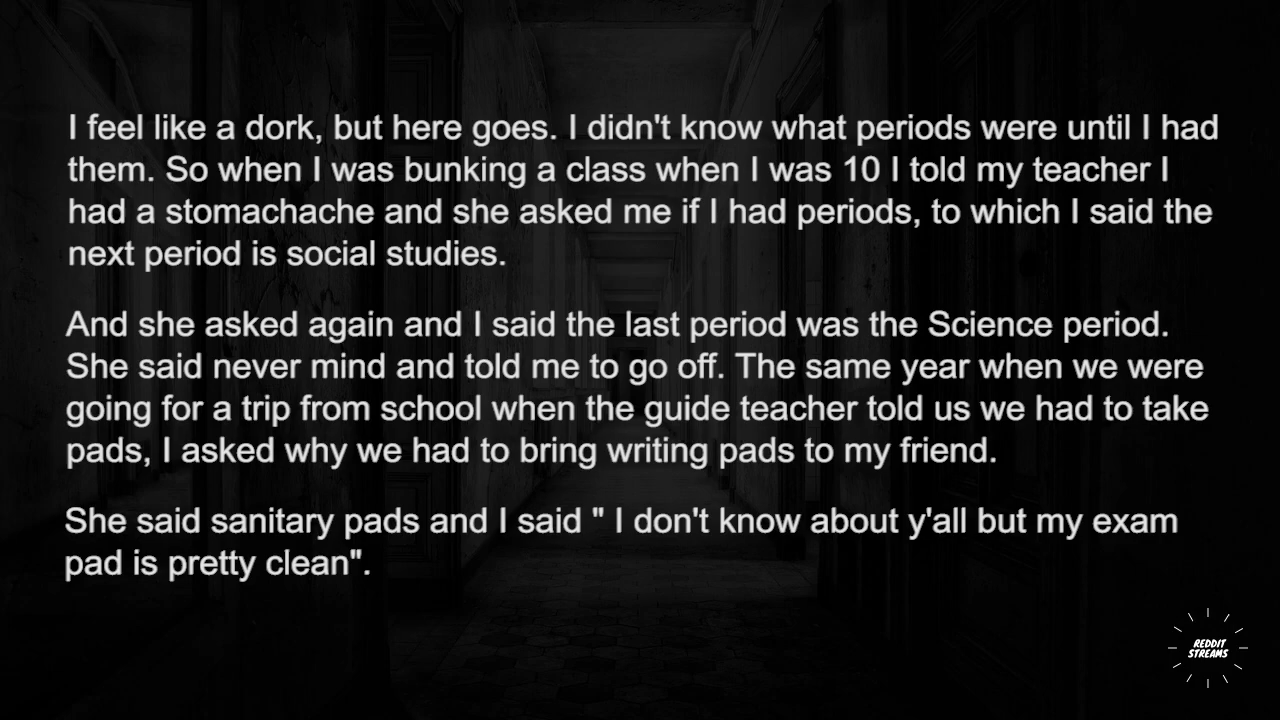 I feel like a dork, but here goes. I didn't know what periods were until I had
them. So when I was bunking a class when I was 10 I told my teacher I
had a stomachache and she asked me if I had periods, to which I said the
next period is social studies.
And she asked again and I said the last period was the Science period.
She said never mind and told me to go off. The same year when we were
going for a trip from school when the guide teacher told us we had to take
pads, I asked why we had to bring writing pads to my friend.
She said sanitary pads and I said " I don't know about y'all but my exam
pad is pretty clean".
REDDIT
STREAMS